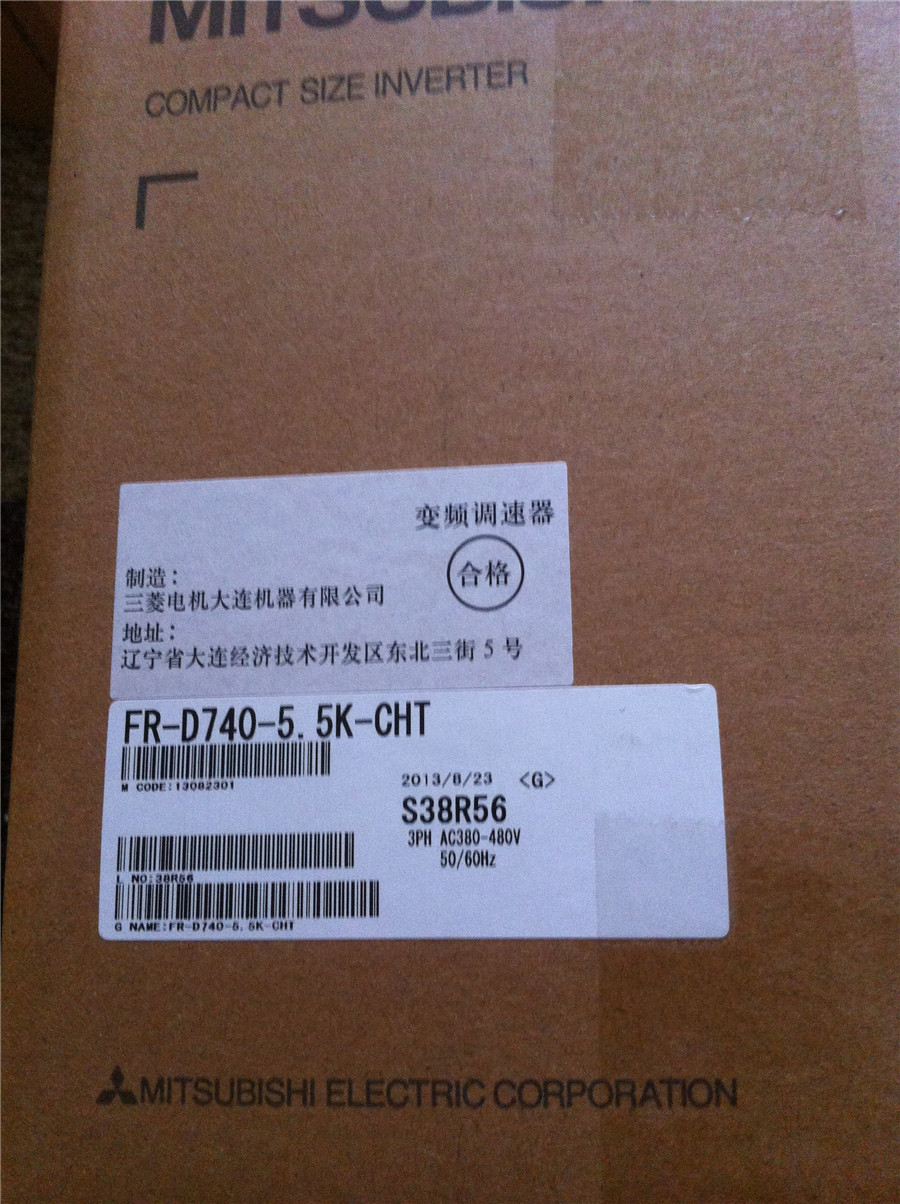 MITSUBISHI
COMPACT SIZE INVERTER
变频调速器
合格
制造：
三菱电机大连机器有限公司
地址：
辽宁省大连经济技术开发区东北三街 5 号
FR-D740-5.5K-CHT
M CODE:13082301
2013/8/23 <G>
S38R56
3PH AC380-480V
50/60Hz
L NO:38R56
G NAME:FR-D740-5.5K-CHT
MITSUBISHI ELECTRIC CORPORATION